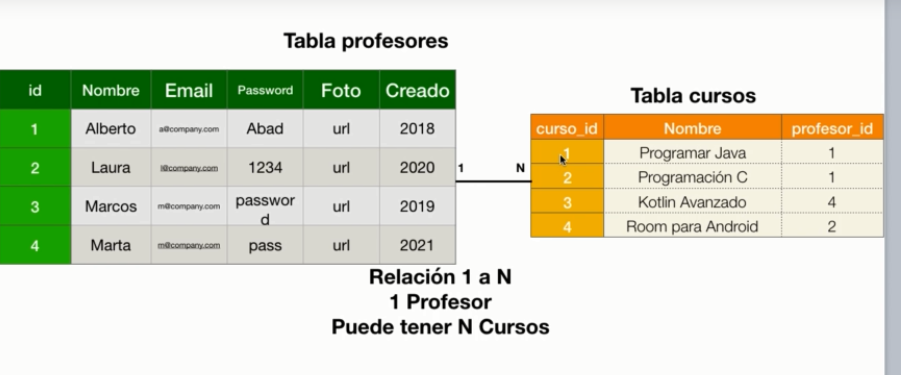 Tabla profesores
id Nombre Email Password Foto Creado
1 Alberto a@company.com Abad url 2018
2 Laura l@company.com 1234 url 2020
3 Marcos m@company.com passwor
d url 2019
4 Marta m@company.com pass url 2021
1 N
Tabla cursos
curso_id Nombre profesor_id
1 Programar Java 1
2 Programación C 1
3 Kotlin Avanzado 4
4 Room para Android 2
Relación 1 a N
1 Profesor
Puede tener N Cursos